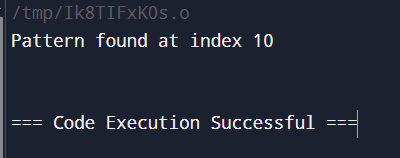 /tmp/Ik8TIFxKOs.o
Pattern found at index 10
=== Code Execution Successful ===